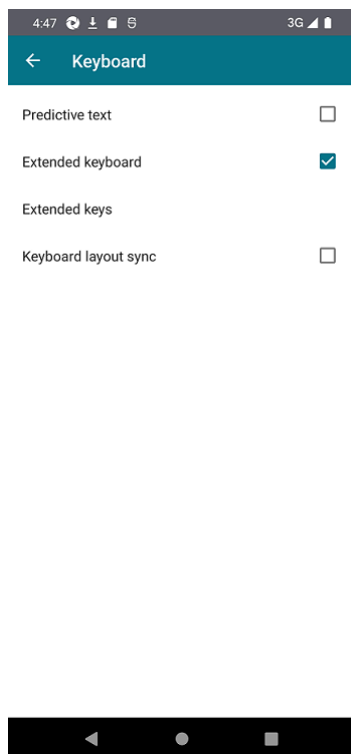 4:47
3G
Keyboard
Predictive text
Extended keyboard
Extended keys
Keyboard layout sync